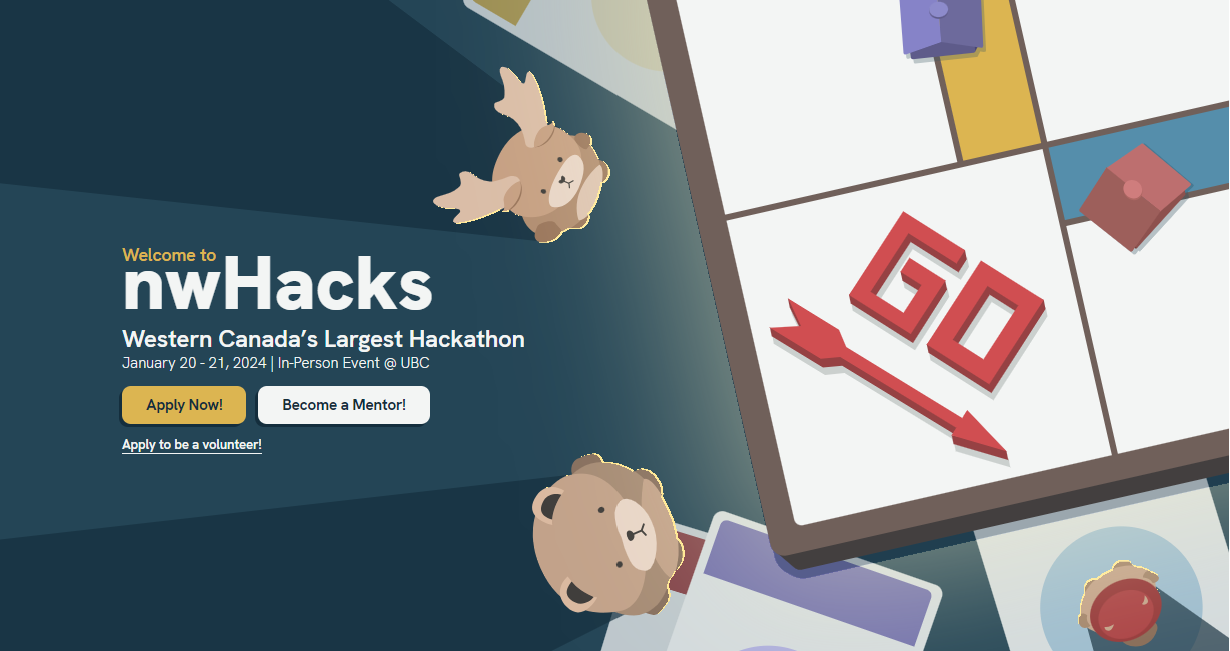 Welcome to
nwHacks
Western Canada’s Largest Hackathon
January 20 - 21, 2024 | In-Person Event @ UBC
Apply Now!
Become a Mentor!
Apply to be a volunteer!
GO